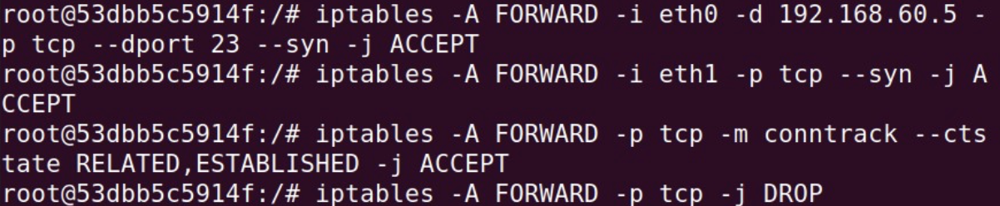 root@53dbb5c5914f:/# iptables -A FORWARD -i eth0 -d 192.168.60.5 -
p tcp --dport 23 --syn -j ACCEPT
root@53dbb5c5914f:/# iptables -A FORWARD -i eth1 -p tcp --syn -j A
CCEPT
root@53dbb5c5914f:/# iptables -A FORWARD -p tcp -m conntrack --cts
tate RELATED,ESTABLISHED -j ACCEPT
root@53dbb5c5914f:/# iptables -A FORWARD -p tcp -j DROP